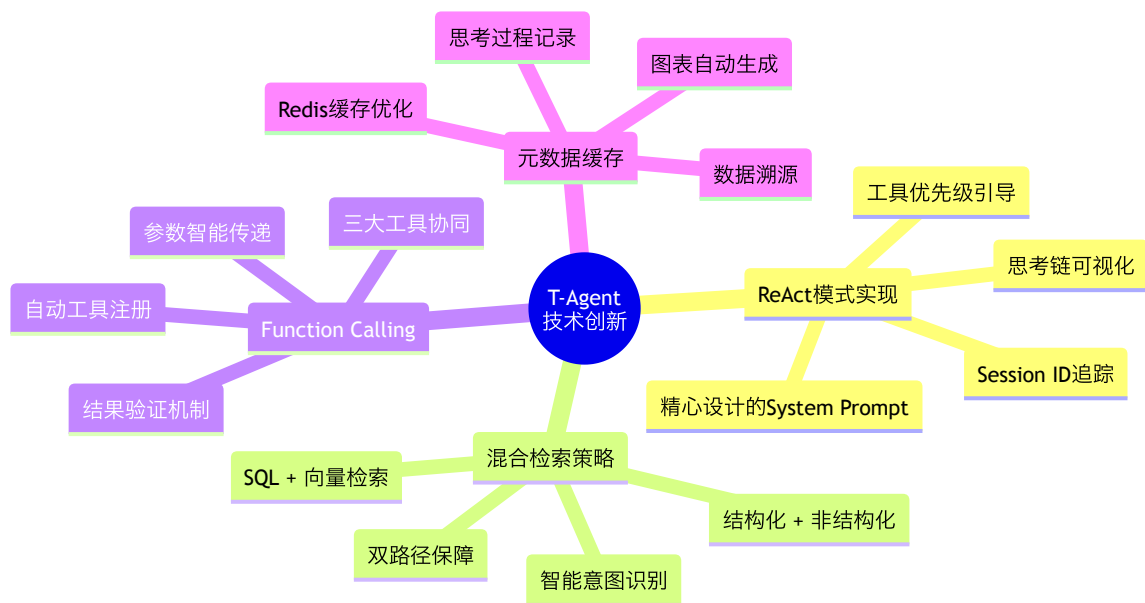 思考过程记录
图表自动生成
Redis缓存优化
元数据缓存
数据溯源
工具优先级引导
三大工具协同
参数智能传递
思考链可视化
ReAct模式实现
自动工具注册
T-Agent
技术创新
Function Calling
Session ID追踪
结果验证机制
精心设计的System Prompt
混合检索策略
SQL + 向量检索
结构化 + 非结构化
双路径保障
智能意图识别